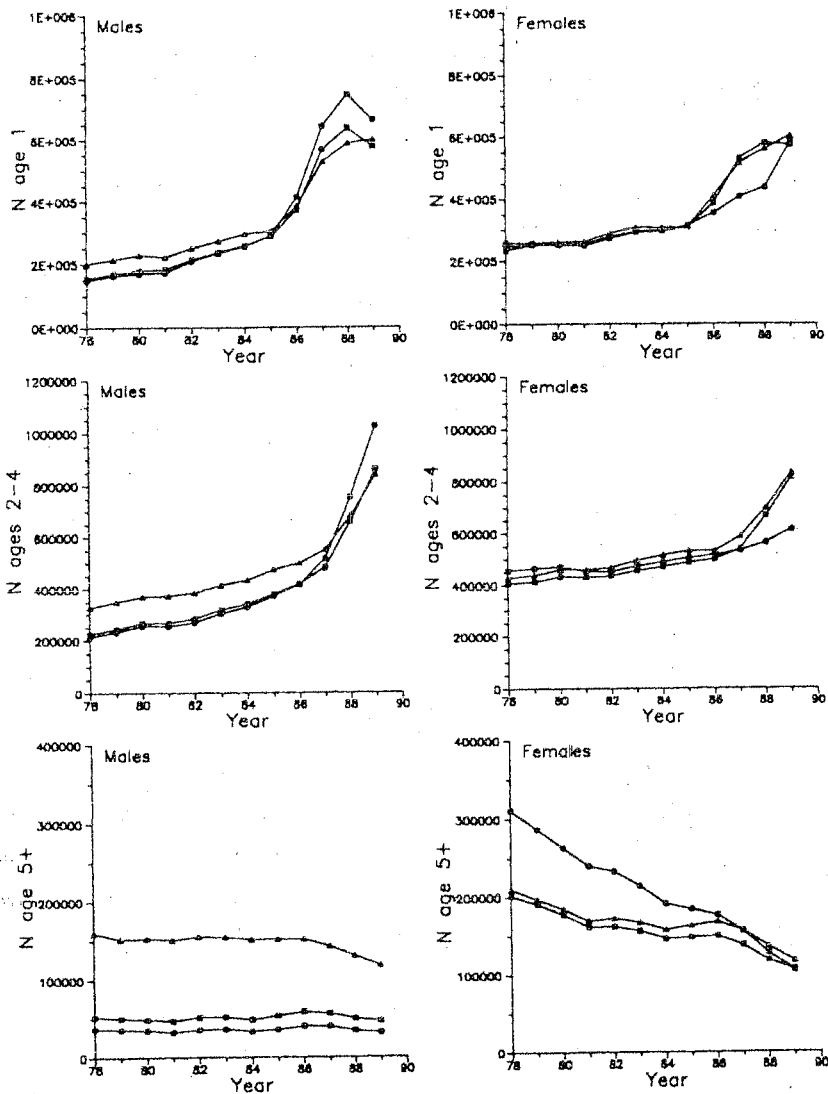 Males
N age 1
1E+006
8E+005
6E+005
4E+005
2E+005
0E+000
78 80 82 84 86 88 90
Year
Females
N age 1
1E+006
8E+005
6E+005
4E+005
2E+005
0E+000
78 80 82 84 86 88 90
Year
Males
N ages 2-4
1200000
1000000
800000
600000
400000
200000
0
78 80 82 84 86 88 90
Year
Females
N ages 2-4
1200000
1000000
800000
600000
400000
200000
0
78 80 82 84 86 88 90
Year
Males
N age 5+
400000
300000
200000
100000
0
78 80 82 84 86 88 90
Year
Females
N age 5+
400000
300000
200000
100000
0
78 80 82 84 86 88 90
Year